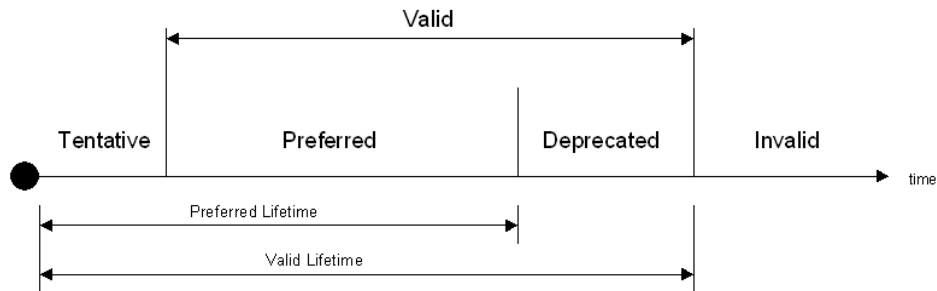 Valid
Tentative Preferred Deprecated Invalid
time
Preferred Lifetime
Valid Lifetime